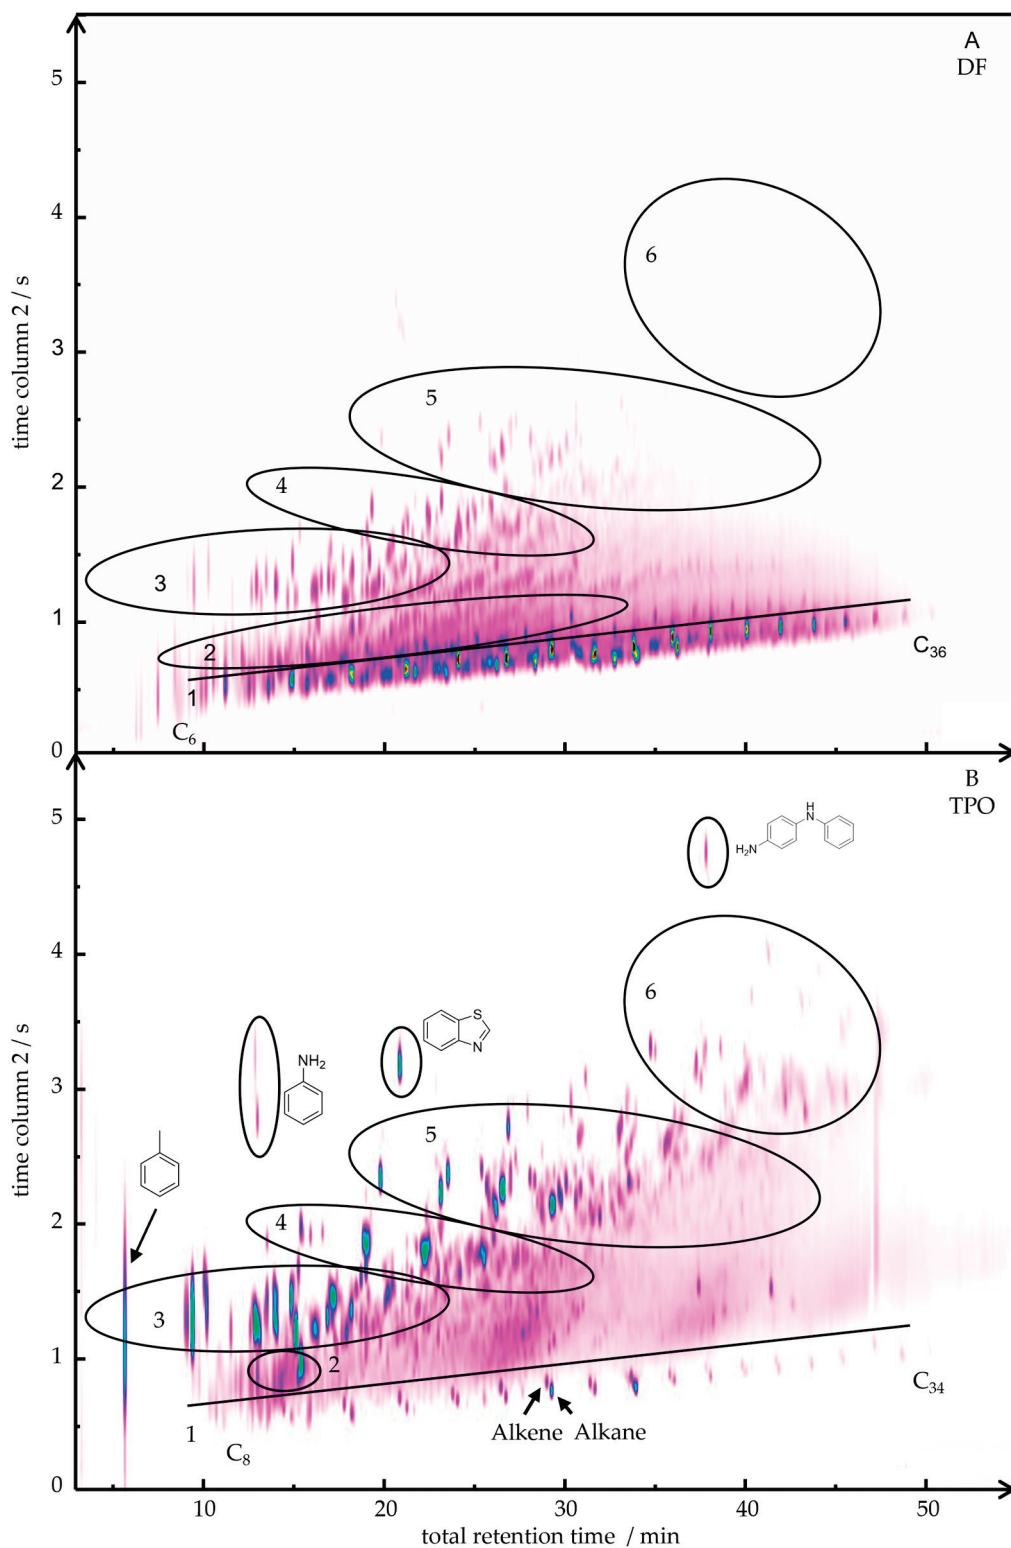 A
DF
5
4
3
2
1
0
time column 2 / s
6
5
4
3
2
1
C6
C36
B
TPO
5
4
3
2
1
0
time column 2 / s
H
N
H2N
S
N
NH2
6
5
4
3
2
1
C8
C34
Alkene Alkane
10 20 30 40 50
total retention time / min